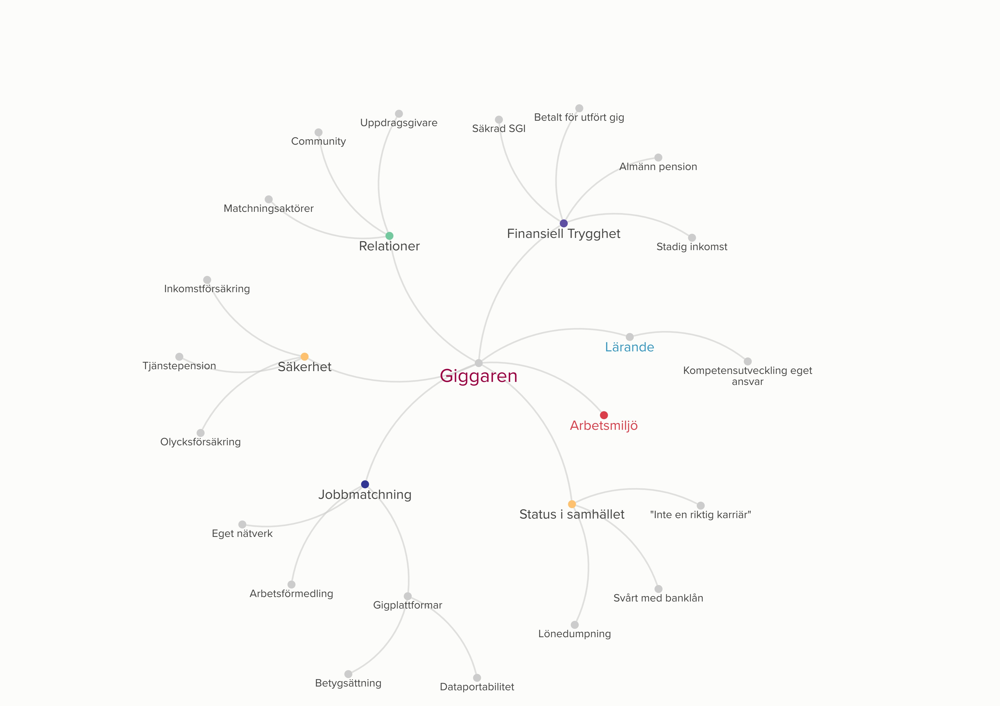 Betalt för utfört gig
Uppdragsgivare
Säkrad SGI
Community
Almänn pension
Matchningsaktörer
Finansiell Trygghet
Relationer
Stadig inkomst
Inkomstförsäkring
Lärande
Tjänstepension
Säkerhet
Giggaren
Kompetensutveckling eget
ansvar
Arbetsmiljö
Olycksförsäkring
Jobbmatchning
Status i samhället
"Inte en riktig karriär"
Eget nätverk
Arbetsförmedling
Svårt med banklån
Gigplattformar
Lönedumpning
Betygsättning
Dataportabilitet